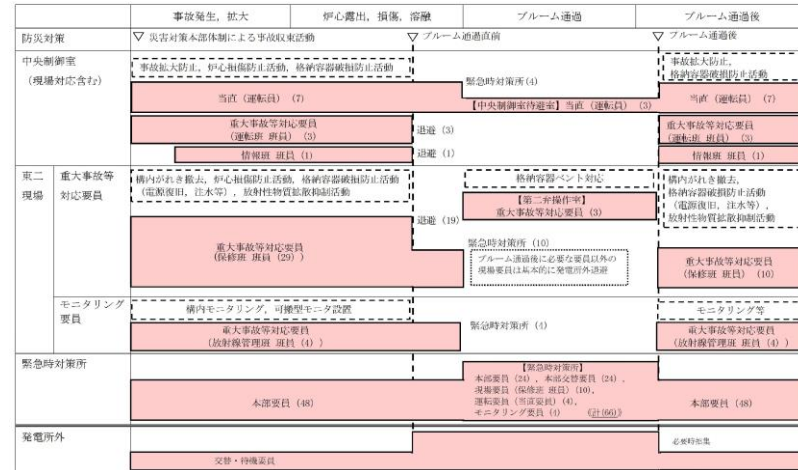 事故発生，拡大
炉心露出，損傷，溶融
プルーム通過
プルーム通過後
防災対策
▽ 災害対策本部体制による事故収束活動
▽ プルーム通過直前
▽ プルーム通過後
中央制御室
（現場対応含む）
事故拡大防止，炉心損傷防止活動，格納容器破損防止活動
緊急時対策所(4)
事故拡大防止，
格納容器破損防止活動
当直（運転員）（7）
【中央制御室待避室】当直（運転員）（3）
当直（運転員）（7）
重大事故等対応要員
（運転班 班員）（3）
退避（3）
重大事故等対応要員
（運転班 班員）（3）
情報班 班員（1）
退避（1）
情報班 班員（1）
東二
現場
重大事故等
対応要員
構内がれき撤去，炉心損傷防止活動，格納容器破損防止活動
（電源復旧，注水等），放射性物質拡散抑制活動
格納容器ベント対応
構内がれき撤去，
格納容器破損防止活動
（電源復旧，注水等），
放射性物質拡散抑制活動
【第二弁操作室】
重大事故等対応要員（3）
退避（19）
重大事故等対応要員
（保修班 班員（29））
緊急時対策所（10）
プルーム通過後に必要な要員以外の
現場要員は基本的に発電所外退避
重大事故等対応要員
（保修班 班員）（10）
モニタリング
要員
構内モニタリング，可搬型モニタ設置
モニタリング等
重大事故等対応要員
（放射線管理班 班員（4））
緊急時対策所（4）
重大事故等対応要員
（放射線管理班 班員（4））
緊急時対策所
【緊急時対策所】
本部要員（24），本部交替要員（24），
現場要員（保修班 班員）(10)，
運転要員（当直要員）(4)，
モニタリング要員（4）　《計(66)》
本部要員（48）
本部要員（48）
発電所外
必要時招集
交替・待機要員